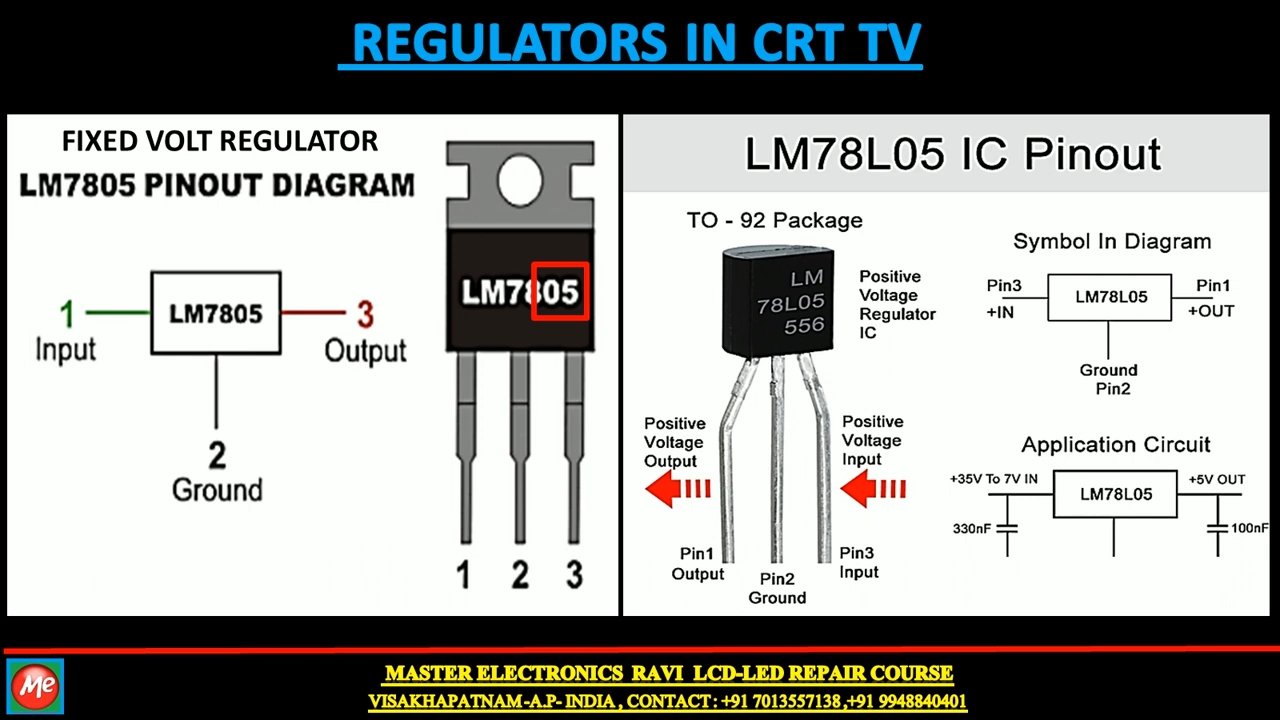 REGULATORS IN CRT TV
FIXED VOLT REGULATOR
LM7805 PINOUT DIAGRAM
1
Input
LM7805
3
Output
2
Ground
LM7805
1 2 3
LM78L05 IC Pinout
TO - 92 Package
LM
78L05
556
Positive
Voltage
Regulator
IC
Positive
Voltage
Output
Positive
Voltage
Input
Pin1
Output
Pin2
Ground
Pin3
Input
Symbol In Diagram
Pin3
+IN
LM78L05
Pin1
+OUT
Ground
Pin2
Application Circuit
+35V To 7V IN
LM78L05
+5V OUT
330nF
100nF
Me
MASTER ELECTRONICS RAVI LCD-LED REPAIR COURSE
VISAKHAPATNAM -A.P- INDIA , CONTACT : +91 7013557138 ,+91 9948840401